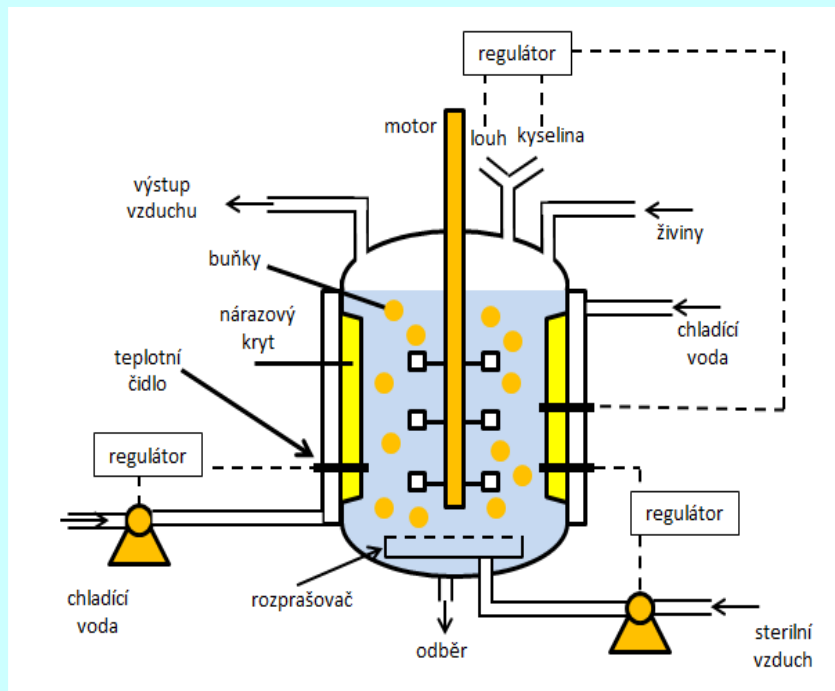 regulátor
motor
louh
kyselina
výstup
vzduchu
živiny
buňky
nárazový
kryt
chladící
voda
teplotní
čidlo
regulátor
regulátor
chladící
voda
rozprašovač
odběr
sterilní
vzduch